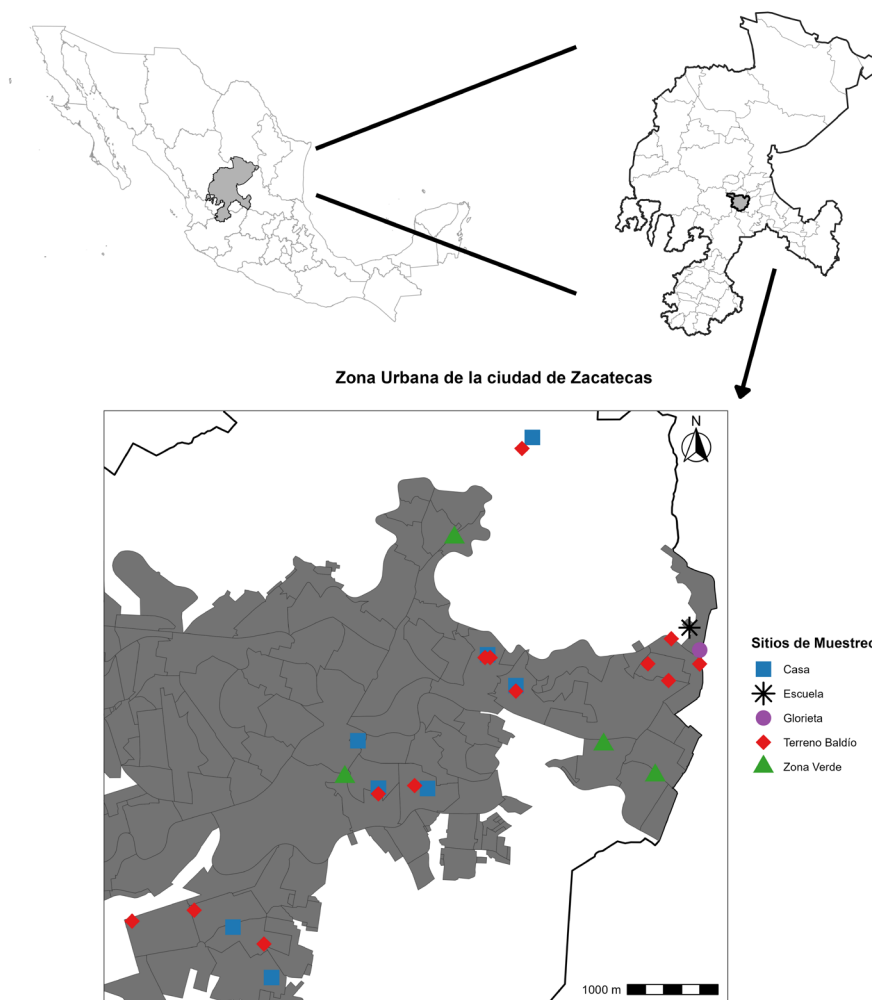 Zona Urbana de la ciudad de Zacatecas
N
Sitios de Muestreo
Casa
Escuela
Glorieta
Terreno Baldío
Zona Verde
1000 m